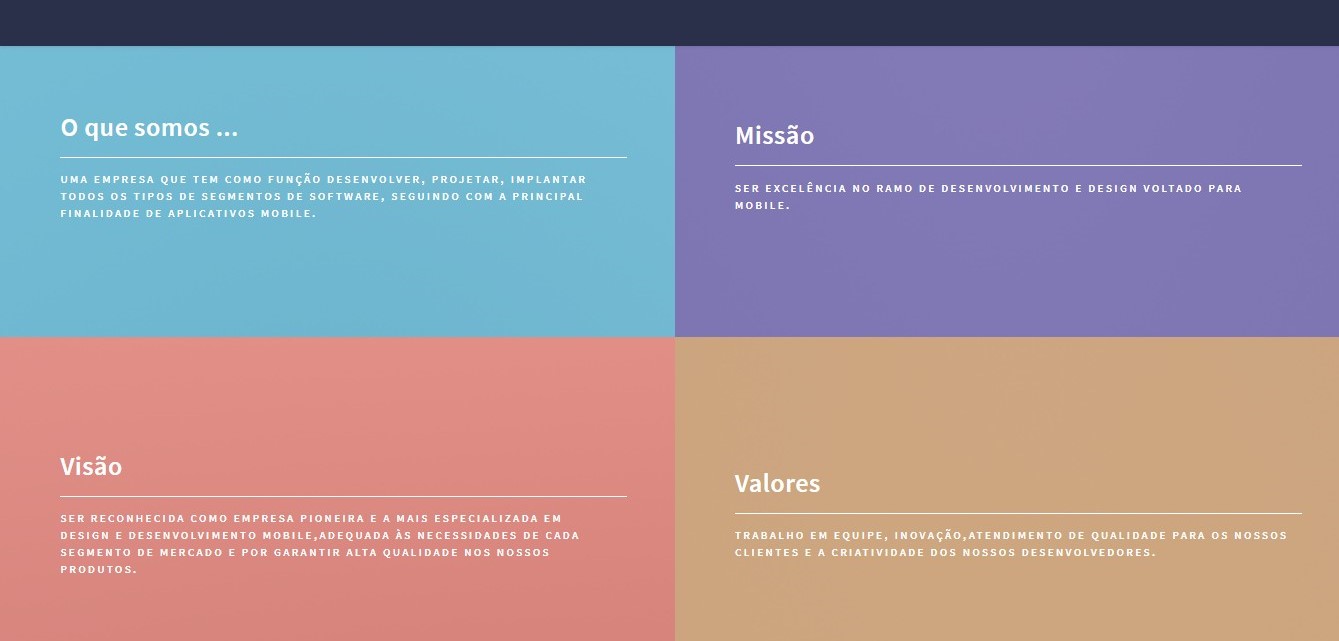 O que somos ...
UMA EMPRESA QUE TEM COMO FUNÇÃO DESENVOLVER, PROJETAR, IMPLANTAR
TODOS OS TIPOS DE SEGMENTOS DE SOFTWARE, SEGUINDO COM A PRINCIPAL
FINALIDADE DE APLICATIVOS MOBILE.
Missão
SER EXCELÊNCIA NO RAMO DE DESENVOLVIMENTO E DESIGN VOLTADO PARA
MOBILE.
Visão
SER RECONHECIDA COMO EMPRESA PIONEIRA E A MAIS ESPECIALIZADA EM
DESIGN E DESENVOLVIMENTO MOBILE,ADEQUADA ÀS NECESSIDADES DE CADA
SEGMENTO DE MERCADO E POR GARANTIR ALTA QUALIDADE NOS NOSSOS
PRODUTOS.
Valores
TRABALHO EM EQUIPE, INOVAÇÃO,ATENDIMENTO DE QUALIDADE PARA OS NOSSOS
CLIENTES E A CRIATIVIDADE DOS NOSSOS DESENVOLVEDORES.